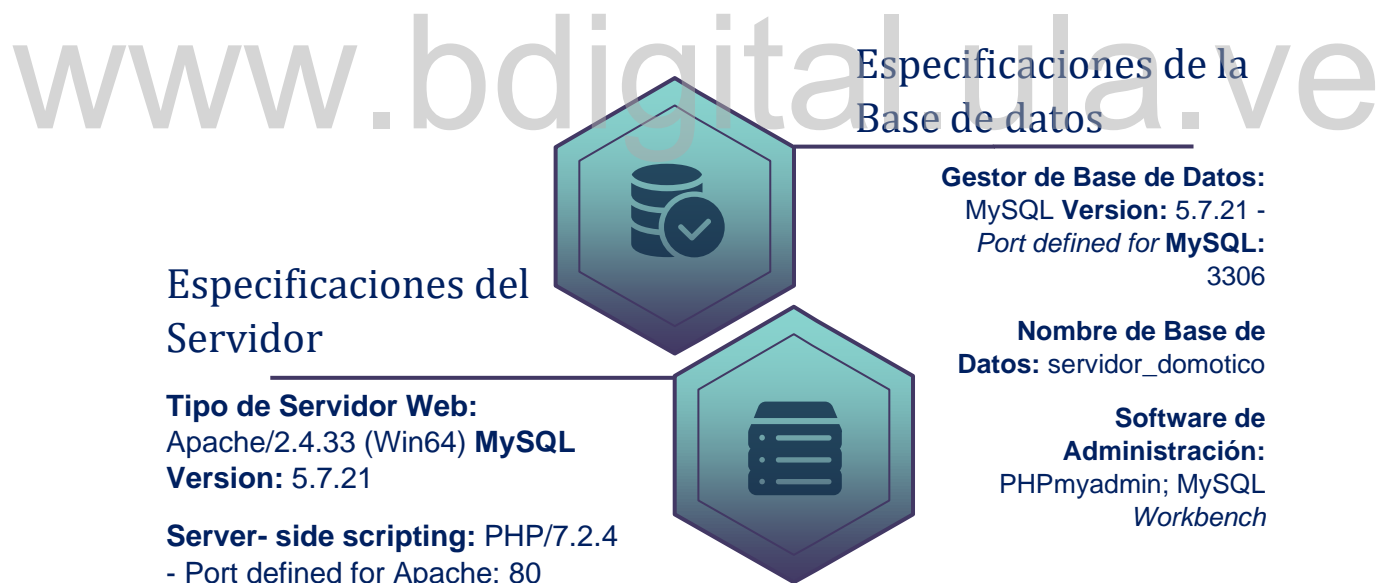 www.bdigital.ula.ve
Especificaciones de la
Base de datos
Gestor de Base de Datos:
MySQL Version: 5.7.21 -
Port defined for MySQL:
3306
Nombre de Base de
Datos: servidor_domotico
Software de
Administración:
PHPmyadmin; MySQL
Workbench
Especificaciones del
Servidor
Tipo de Servidor Web:
Apache/2.4.33 (Win64) MySQL
Version: 5.7.21
Server- side scripting: PHP/7.2.4
- Port defined for Apache: 80